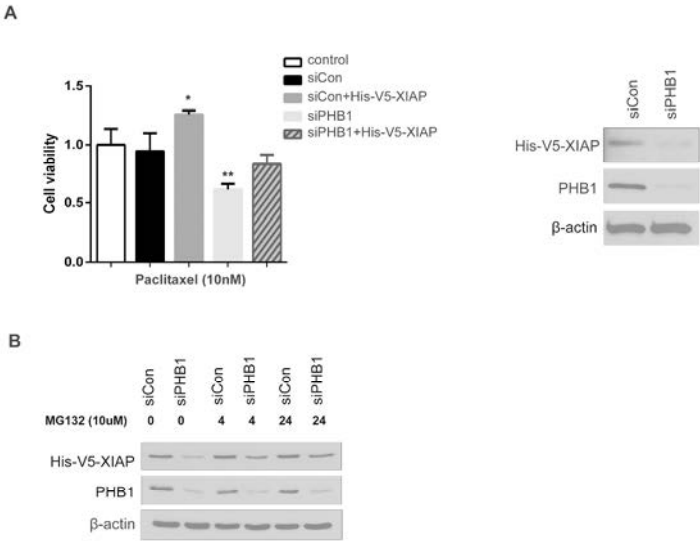 A
control
siCon
siCon+His-V5-XIAP
siPHB1
siPHB1+His-V5-XIAP
1.5
1.0
0.5
0.0
Cell viability
*
**
Paclitaxel (10nM)
siCon siPHB1
His-V5-XIAP
PHB1
β-actin
B
siCon siPHB1 siCon siPHB1 siCon siPHB1
MG132 (10uM) 0 0 4 4 24 24
His-V5-XIAP
PHB1
β-actin